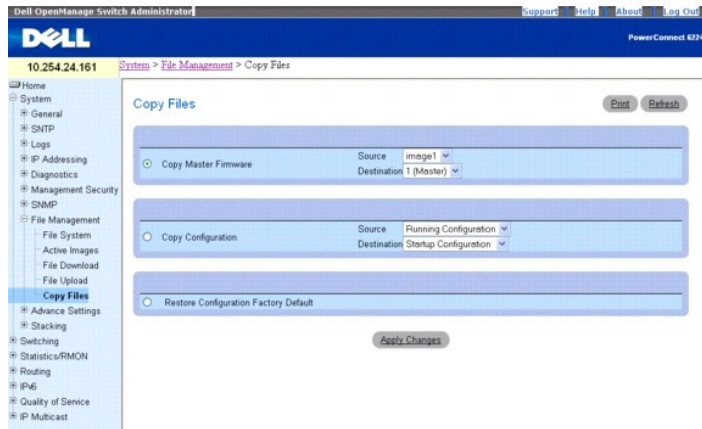 Dell OpenManage Switch Administrator
Support Help About Log Out
DELL
PowerConnect 6224
10.254.24.161
System > File Management > Copy Files
Home
System
General
SNTP
Logs
IP Addressing
Diagnostics
Management Security
SNMP
File Management
File System
Active Images
File Download
File Upload
Copy Files
Advance Settings
Stacking
Switching
Statistics/RMON
Routing
IPv6
Quality of Service
IP Multicast
Copy Files
Print Refresh
Copy Master Firmware
Source image1
Destination 1 (Master)
Copy Configuration
Source Running Configuration
Destination Startup Configuration
Restore Configuration Factory Default
Apply Changes